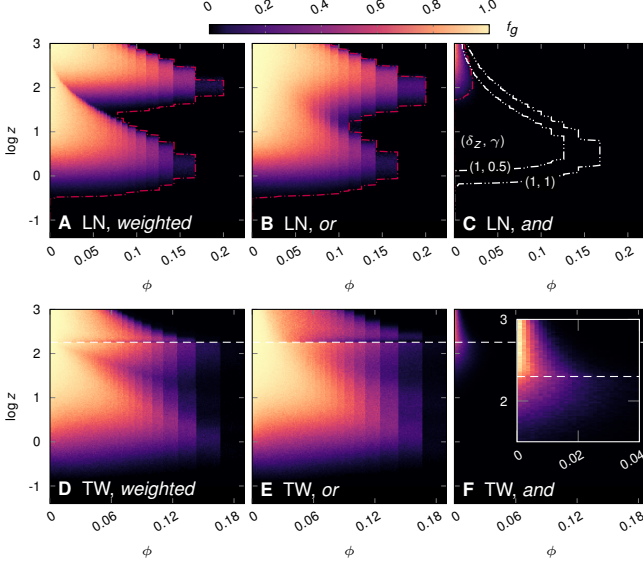 0 0.2 0.4 0.6 0.8 1.0 f_g
log z
3
2
1
0
-1
A LN, weighted
B LN, or
C LN, and
(δ_z, γ)
(1, 0.5)
(1, 1)
0 0.05 0.1 0.15 0.2
0 0.05 0.1 0.15 0.2
0 0.05 0.1 0.15 0.2
φ φ φ
log z
3
2
1
0
-1
D TW, weighted
E TW, or
F TW, and
3
2
0 0.02 0.04
0 0.06 0.12 0.18
0 0.06 0.12 0.18
0 0.06 0.12 0.18
φ φ φ